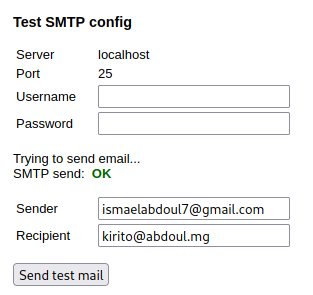 Test SMTP config
Server localhost
Port 25
Username
Password
Trying to send email...
SMTP send: OK
Sender ismaelabdoul7@gmail.com
Recipient kirito@abdoul.mg
Send test mail